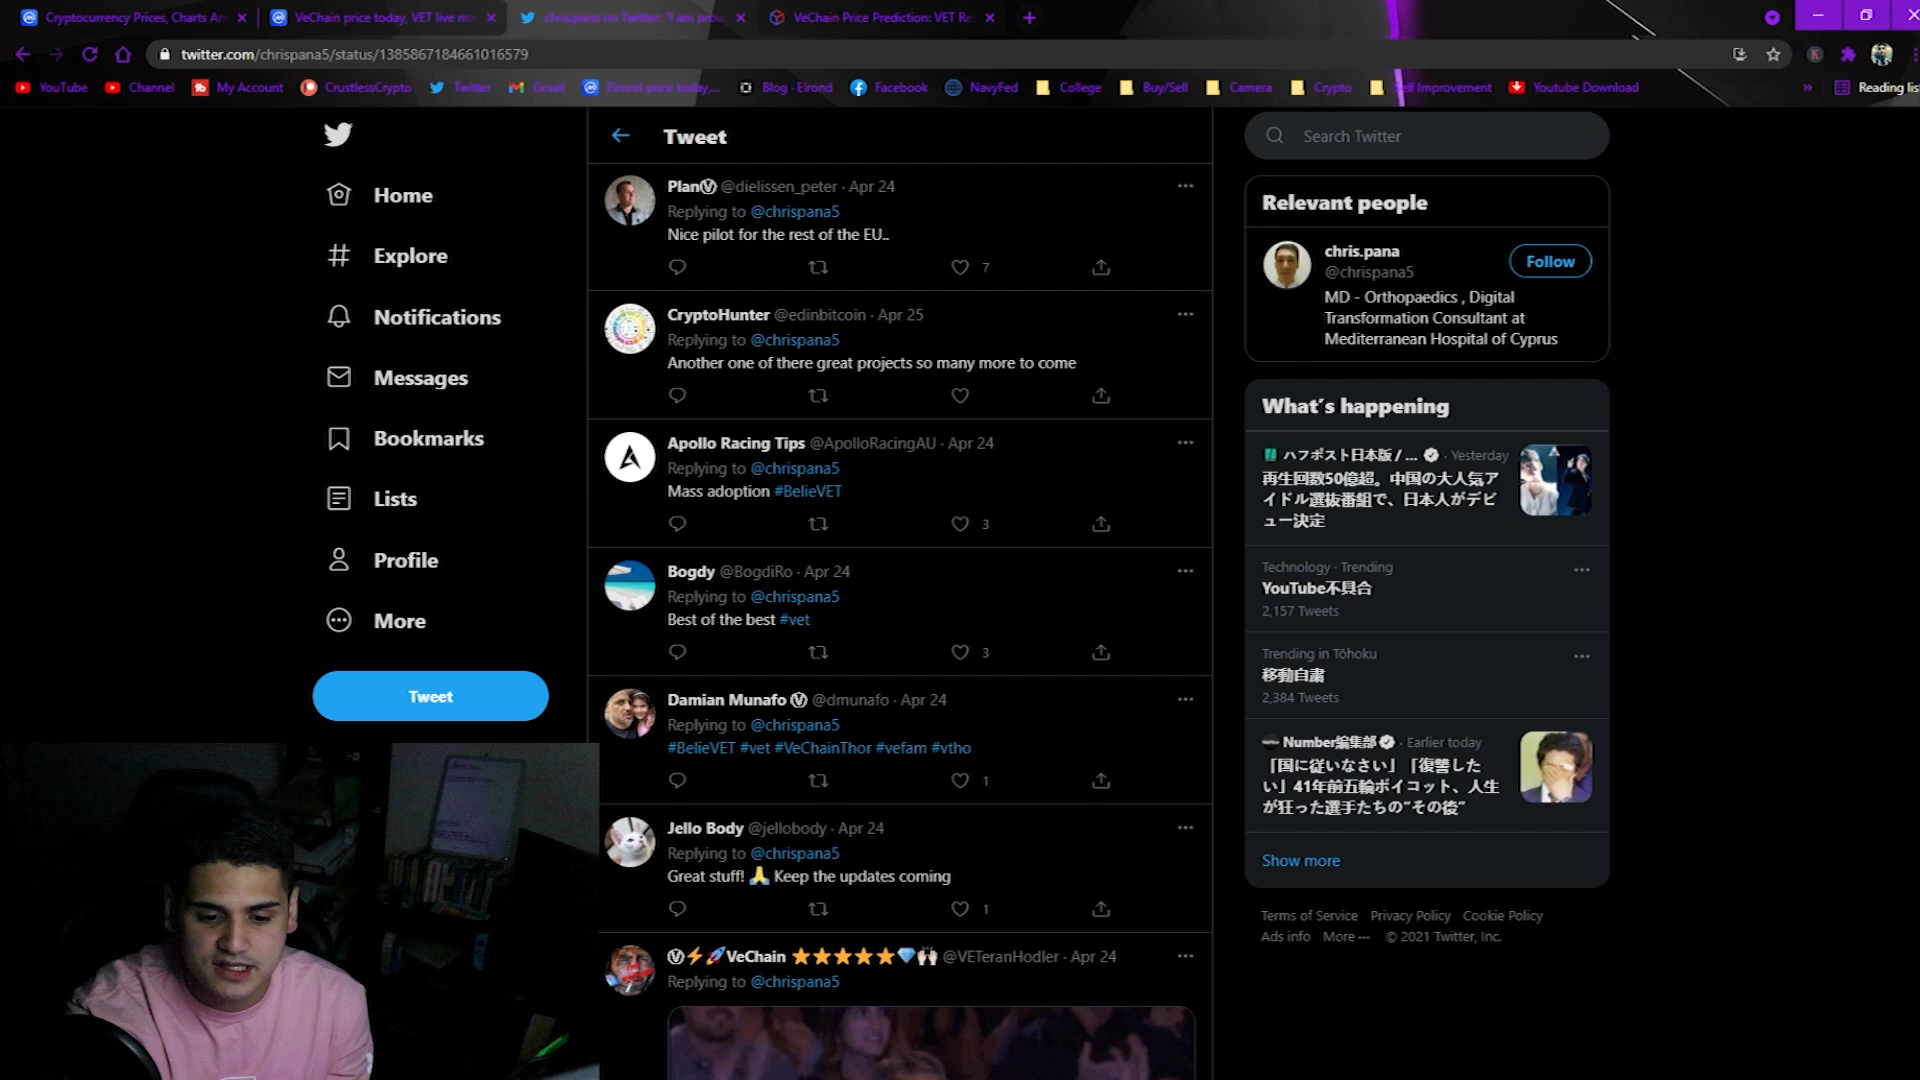 Cryptocurrency Prices, Charts An
VeChain price today, VET live ma
chris.pana on Twitter: "I am prou
VeChain Price Prediction: VET Re
twitter.com/chrispana5/status/1385867184661016579
YouTube
Channel
My Account
CrustlessCrypto
Twitter
Gmail
Elrond price today,...
Blog - Elrond
Facebook
NavyFed
College
Buy/Sell
Camera
Crypto
Self Improvement
Youtube Download
»
Reading list
Home
Explore
Notifications
Messages
Bookmarks
Lists
Profile
More
Tweet
Tweet
PlanⓋ @dielissen_peter · Apr 24
Replying to @chrispana5
Nice pilot for the rest of the EU..
7
CryptoHunter @edinbitcoin · Apr 25
Replying to @chrispana5
Another one of there great projects so many more to come
Apollo Racing Tips @ApolloRacingAU · Apr 24
Replying to @chrispana5
Mass adoption #BelieVET
3
Bogdy @BogdiRo · Apr 24
Replying to @chrispana5
Best of the best #vet
3
Damian Munafo Ⓥ @dmunafo · Apr 24
Replying to @chrispana5
#BelieVET #vet #VeChainThor #vefam #vtho
1
Jello Body @jellobody · Apr 24
Replying to @chrispana5
Great stuff! 🙏 Keep the updates coming
1
Ⓥ⚡🚀VeChain ⭐⭐⭐⭐⭐💎🙌🏻 @VETeranHodler · Apr 24
Replying to @chrispana5
Search Twitter
Relevant people
chris.pana
@chrispana5
Follow
MD - Orthopaedics , Digital
Transformation Consultant at
Mediterranean Hospital of Cyprus
What's happening
ハフポスト日本版 / ... · Yesterday
再生回数50億超。中国の大人気ア
イドル選抜番組で、日本人がデビ
ュー決定
Technology · Trending
YouTube不具合
2,157 Tweets
Trending in Tōhoku
移動自粛
2,384 Tweets
Number編集部 · Earlier today
「国に従いなさい」「復讐した
い」41年前五輪ボイコット、人生
が狂った選手たちの“その後”
Show more
Terms of Service Privacy Policy Cookie Policy
Ads info More ··· © 2021 Twitter, Inc.